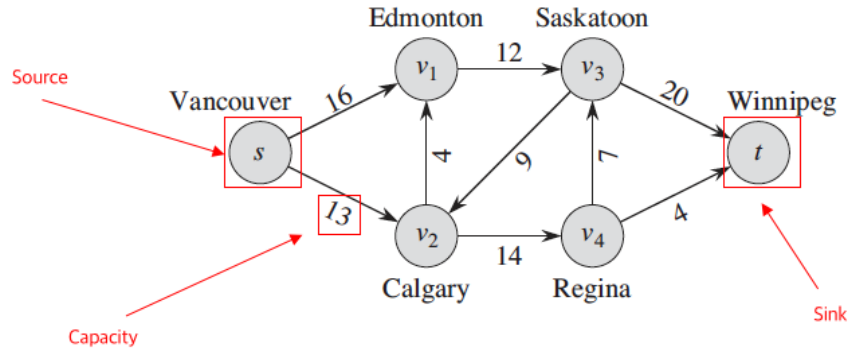 Edmonton
Saskatoon
Source
v1
12
v3
Vancouver
16
20
Winnipeg
s
4
9
7
t
13
4
v2
14
v4
Calgary
Regina
Sink
Capacity